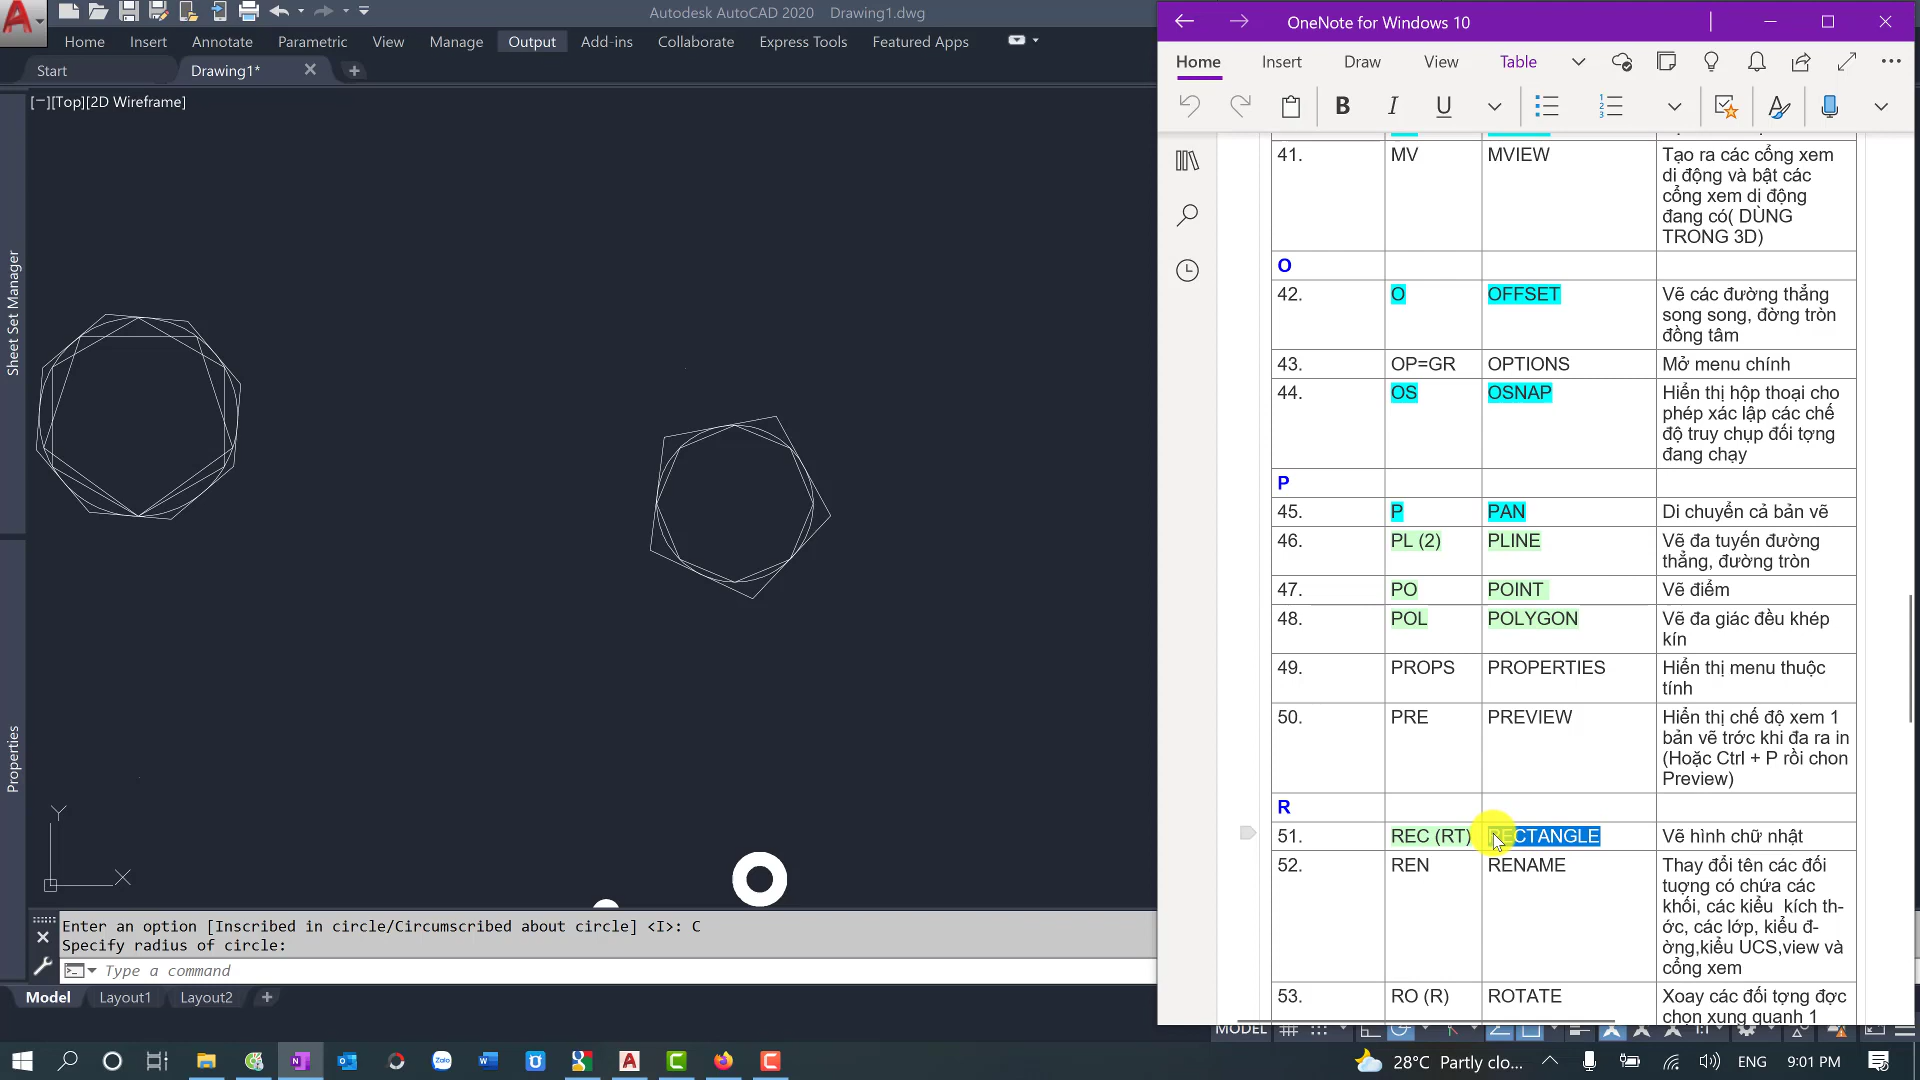 Autodesk AutoCAD 2020 Drawing1.dwg
Home Insert Annotate Parametric View Manage Output Add-ins Collaborate Express Tools Featured Apps
Start Drawing1*
[−][Top][2D Wireframe]
Sheet Set Manager
Properties
Y
X
Enter an option [Inscribed in circle/Circumscribed about circle] <I>: C
Specify radius of circle:
Type a command
Model Layout1 Layout2
OneNote for Windows 10
Home Insert Draw View Table
B I U
41. MV MVIEW Tạo ra các cổng xem
di động và bật các
cổng xem di động
đang có( DÙNG
TRONG 3D)
O
42. O OFFSET Vẽ các đường thẳng
song song, đờng tròn
đồng tâm
43. OP=GR OPTIONS Mở menu chính
44. OS OSNAP Hiển thị hộp thoại cho
phép xác lập các chế
độ truy chụp đối tợng
đang chạy
P
45. P PAN Di chuyển cả bản vẽ
46. PL (2) PLINE Vẽ đa tuyến đường
thẳng, đường tròn
47. PO POINT Vẽ điểm
48. POL POLYGON Vẽ đa giác đều khép
kín
49. PROPS PROPERTIES Hiển thị menu thuộc
tính
50. PRE PREVIEW Hiển thị chế độ xem 1
bản vẽ trớc khi đa ra in
(Hoặc Ctrl + P rồi chon
Preview)
R
51. REC (RT) RECTANGLE Vẽ hình chữ nhật
52. REN RENAME Thay đổi tên các đối
tuợng có chứa các
khối, các kiểu kích th-
ớc, các lớp, kiểu đ-
ờng,kiểu UCS,view và
cổng xem
53. RO (R) ROTATE Xoay các đối tợng đợc
chọn xung quanh 1
MODEL
28°C Partly clo... ENG 9:01 PM